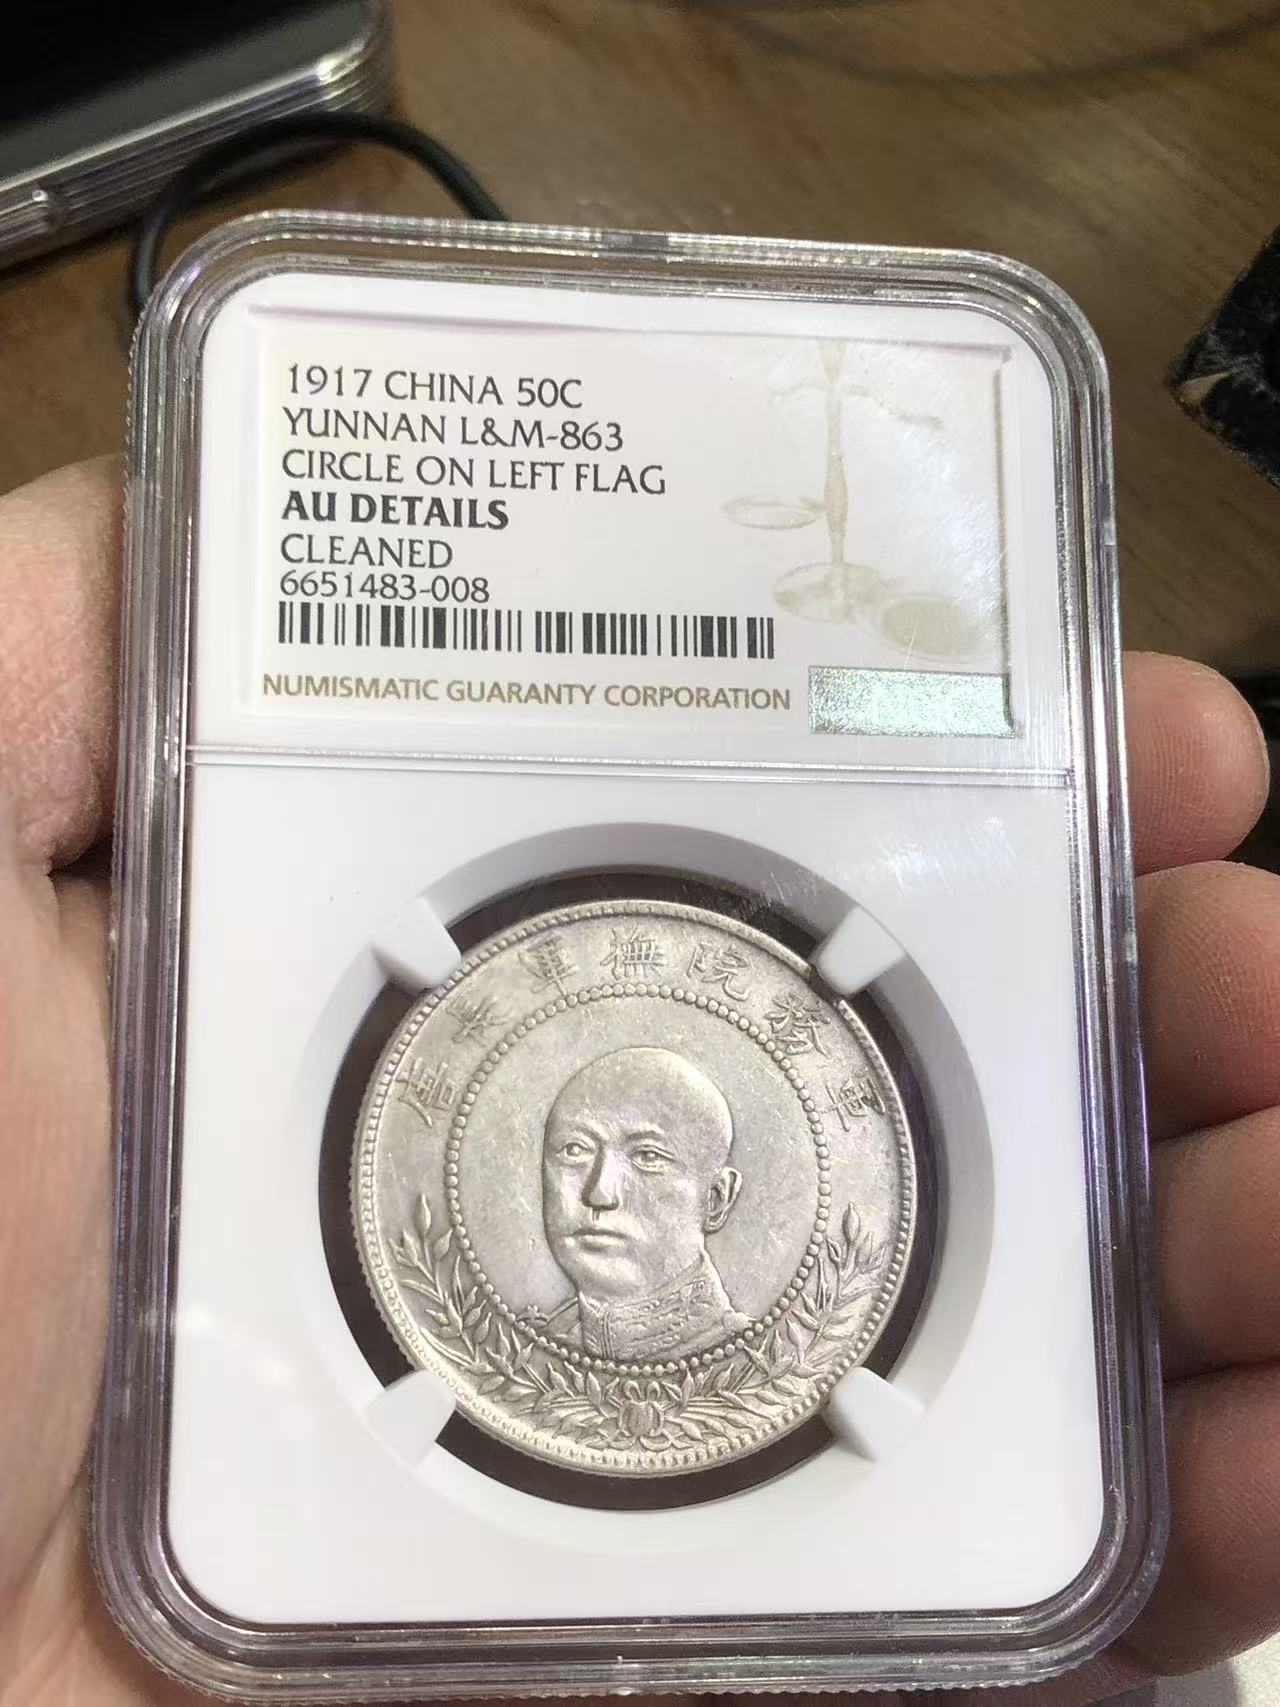 1917 CHINA 50C
YUNNAN L&M-863
CIRCLE ON LEFT FLAG
AU DETAILS
CLEANED
6651483-008
NUMISMATIC GUARANTY CORPORATION
軍務院撫軍長唐